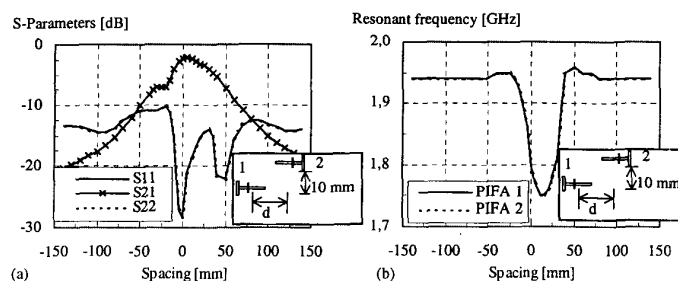 S-Parameters [dB]
0
-10
-20
-30
S11
S21
S22
1
2
10 mm
d
-150 -100 -50 0 50 100 150
(a)
Spacing [mm]
Resonant frequency [GHz]
2,0
1,9
1,8
1,7
PIFA 1
PIFA 2
1
2
10 mm
d
-150 -100 -50 0 50 100 150
(b)
Spacing [mm]